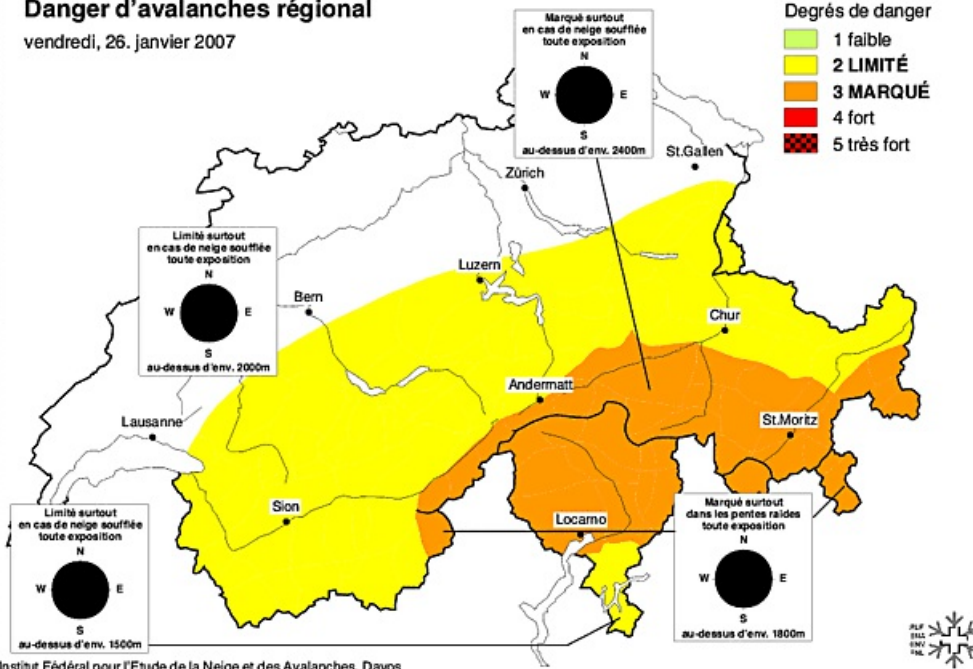 Danger d'avalanches régional
vendredi, 26. janvier 2007
Degrés de danger
1 faible
2 LIMITÉ
3 MARQUÉ
4 fort
5 très fort
Marqué surtout
en cas de neige soufflée
toute exposition
N
W E
S
au-dessus d'env. 2400m
St.Gallen
Zürich
Limité surtout
en cas de neige soufflée
toute exposition
N
W E
S
au-dessus d'env. 2000m
Luzern
Bern
Chur
Andermatt
Lausanne
St.Moritz
Sion
Locarno
Limité surtout
en cas de neige soufflée
toute exposition
N
W E
S
au-dessus d'env. 1500m
Marqué surtout
dans les pentes raides
toute exposition
N
W E
S
au-dessus d'env. 1800m
SLF
ENA
ENV
SNL
Institut Fédéral pour l'Etude de la Neige et des Avalanches, Davos